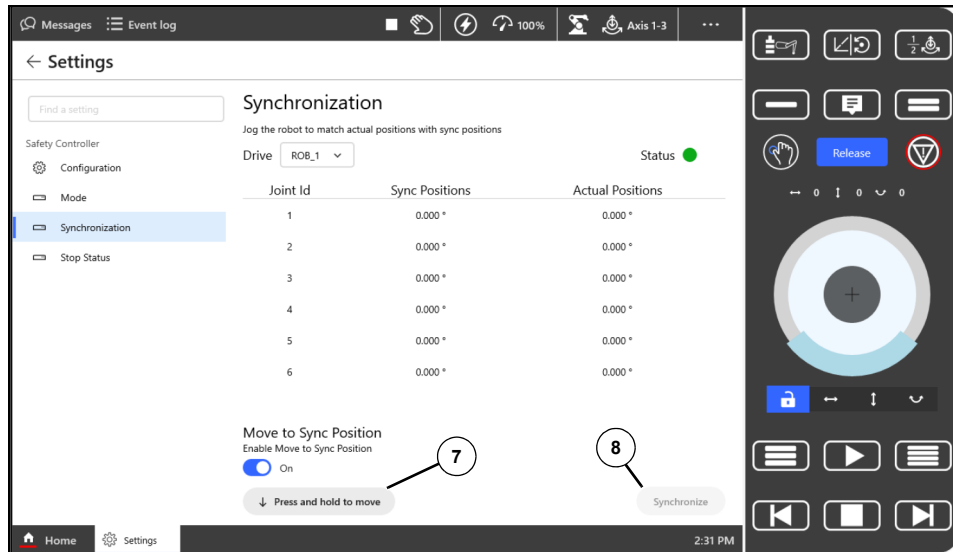 Messages Event log 100% Axis 1-3 ...
1/2
Settings
Find a setting
Safety Controller
Configuration
Mode
Synchronization
Stop Status
Synchronization
Jog the robot to match actual positions with sync positions
Drive ROB_1 Status
Joint Id Sync Positions Actual Positions
1 0.000 ° 0.000 °
2 0.000 ° 0.000 °
3 0.000 ° 0.000 °
4 0.000 ° 0.000 °
5 0.000 ° 0.000 °
6 0.000 ° 0.000 °
Move to Sync Position
Enable Move to Sync Position
On
7
8
Press and hold to move Synchronize
Home Settings 2:31 PM
Release
0 0 0